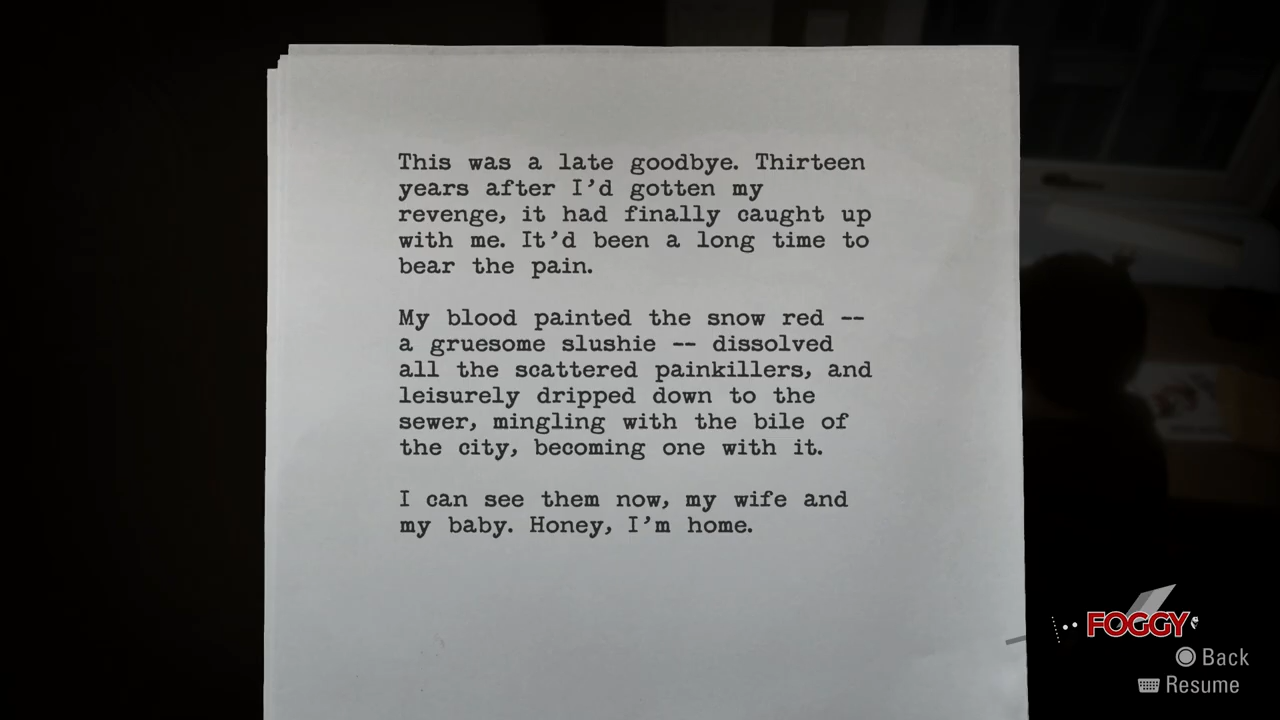 This was a late goodbye. Thirteen
years after I'd gotten my
revenge, it had finally caught up
with me. It'd been a long time to
bear the pain.
My blood painted the snow red --
a gruesome slushie -- dissolved
all the scattered painkillers, and
leisurely dripped down to the
sewer, mingling with the bile of
the city, becoming one with it.
I can see them now, my wife and
my baby. Honey, I'm home.
FOGGY
Back
Resume